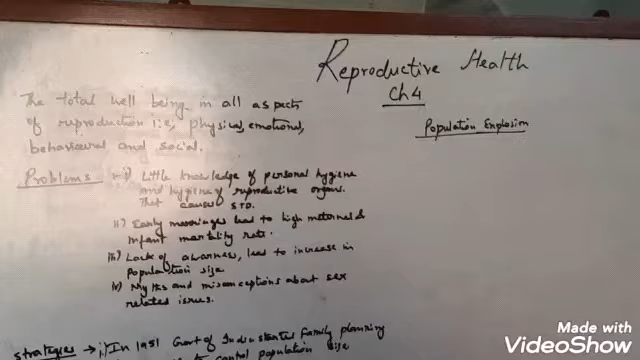 Reproductive Health
Ch 4
The total well being in all aspects
of reproduction i.e, physical, emotional,
behavioural and social.
Population Explosion
Problems → i) Little knowledge of personal hygiene
and hygiene of reproductive organs.
That causes STD.
ii) Early marriages lead to high maternal &
infant mortality rate.
iii) Lack of awarness, lead to increase in
population size
iv) Myths and misconceptions about sex
related issues.
Strategies → i) In 1951 Govt of India started family planning
to control population size
Made with
VideoShow